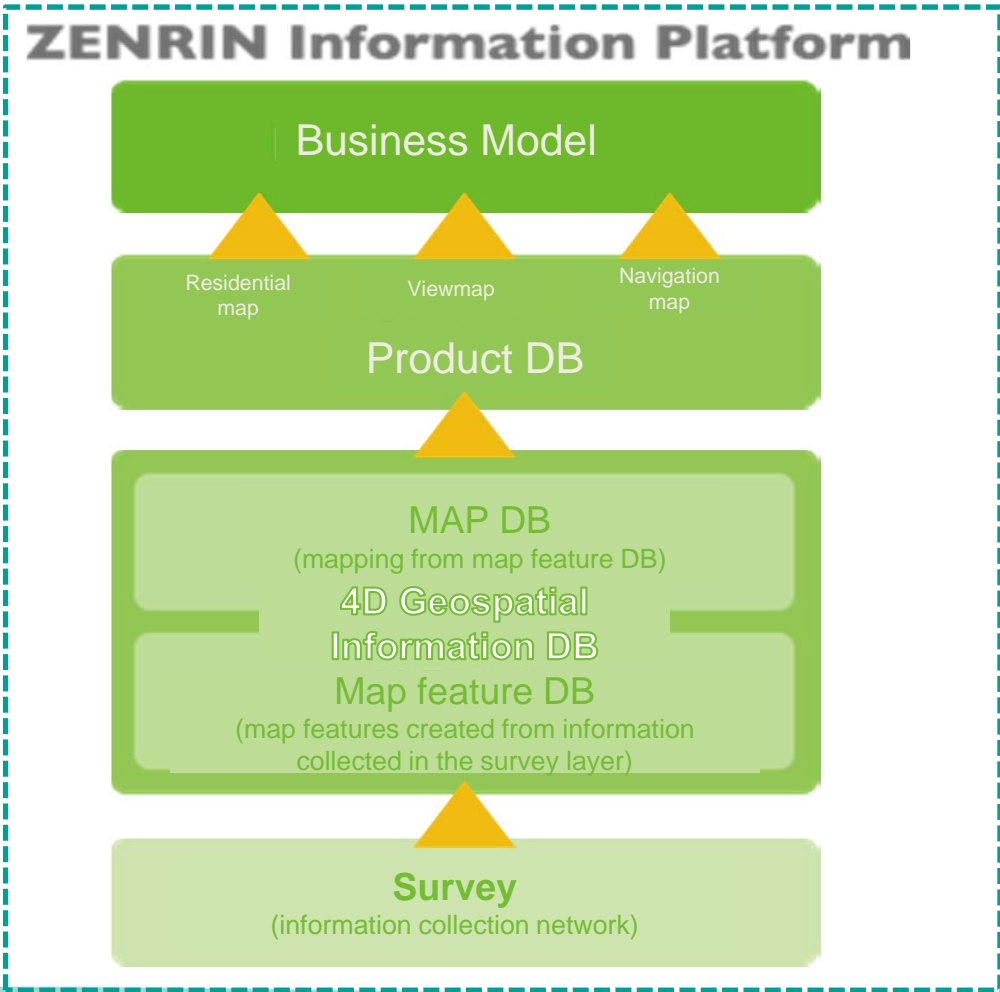 ZENRIN Information Platform
Business Model
Residential
map
Viewmap
Navigation
map
Product DB
MAP DB
(mapping from map feature DB)
4D Geospatial
Information DB
Map feature DB
(map features created from information
collected in the survey layer)
Survey
(information collection network)